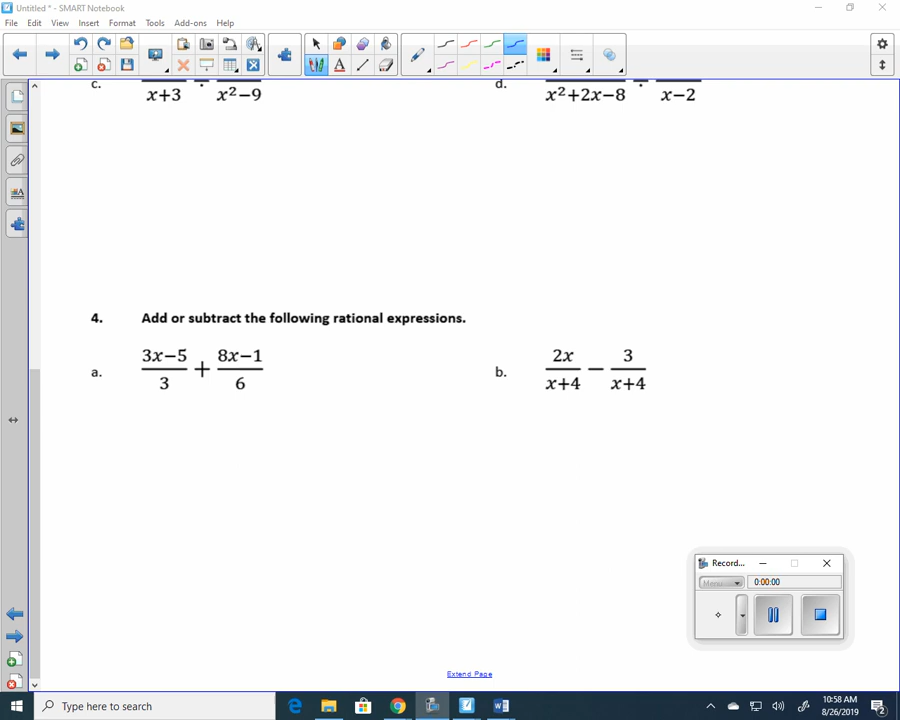 Untitled * - SMART Notebook
File Edit View Insert Format Tools Add-ons Help
c. x+3 ÷ x²−9
d. x²+2x−8 ÷ x−2
4. Add or subtract the following rational expressions.
a. 3x−5/3 + 8x−1/6
b. 2x/x+4 − 3/x+4
Record...
Menu 0:00:00
Extend Page
Type here to search
10:58 AM
8/26/2019
2